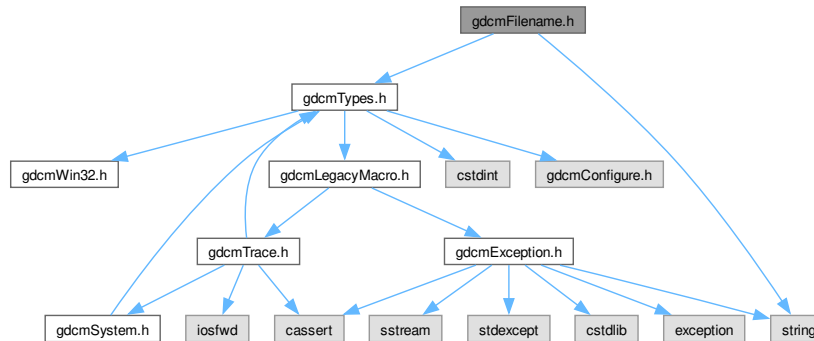 gdcmFilename.h
gdcmTypes.h
gdcmWin32.h
gdcmLegacyMacro.h
cstdint
gdcmConfigure.h
gdcmTrace.h
gdcmException.h
gdcmSystem.h
iosfwd
cassert
sstream
stdexcept
cstdlib
exception
string